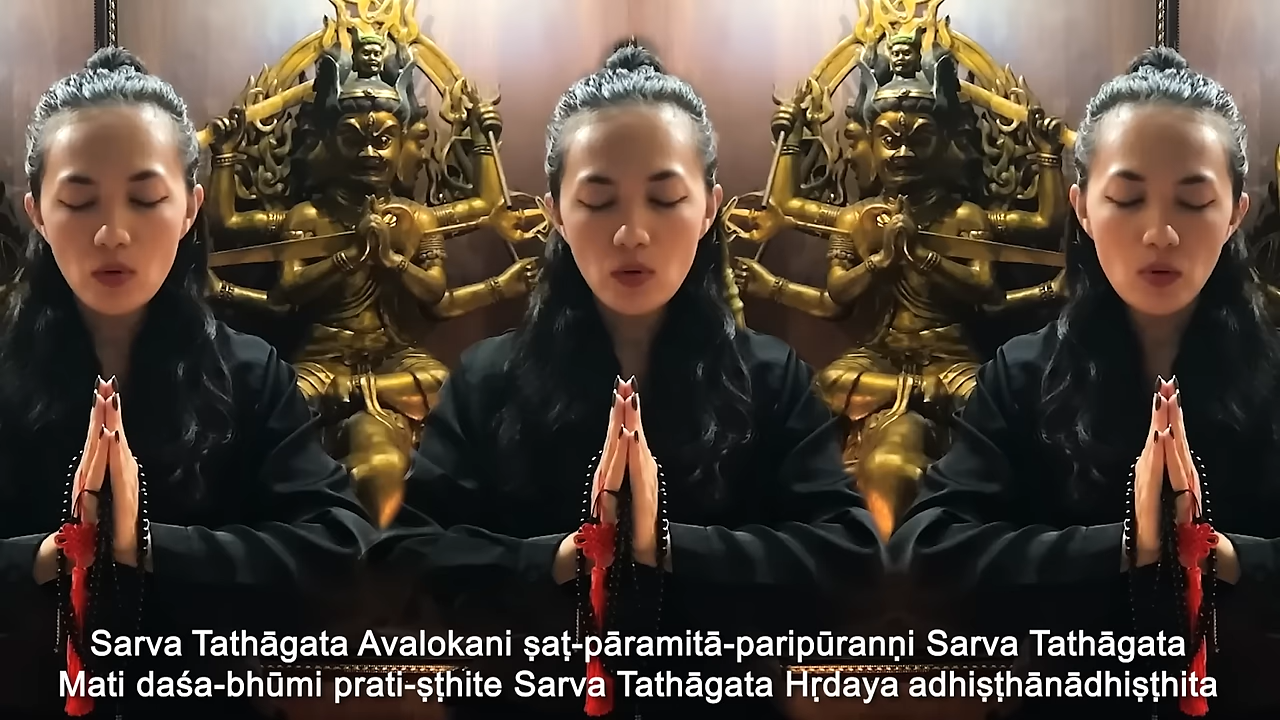 Sarva Tathāgata Avalokani ṣaṭ-pāramitā-paripūranṇi Sarva Tathāgata
Mati daśa-bhūmi prati-ṣṭhite Sarva Tathāgata Hṛdaya adhiṣṭhānādhiṣṭhita